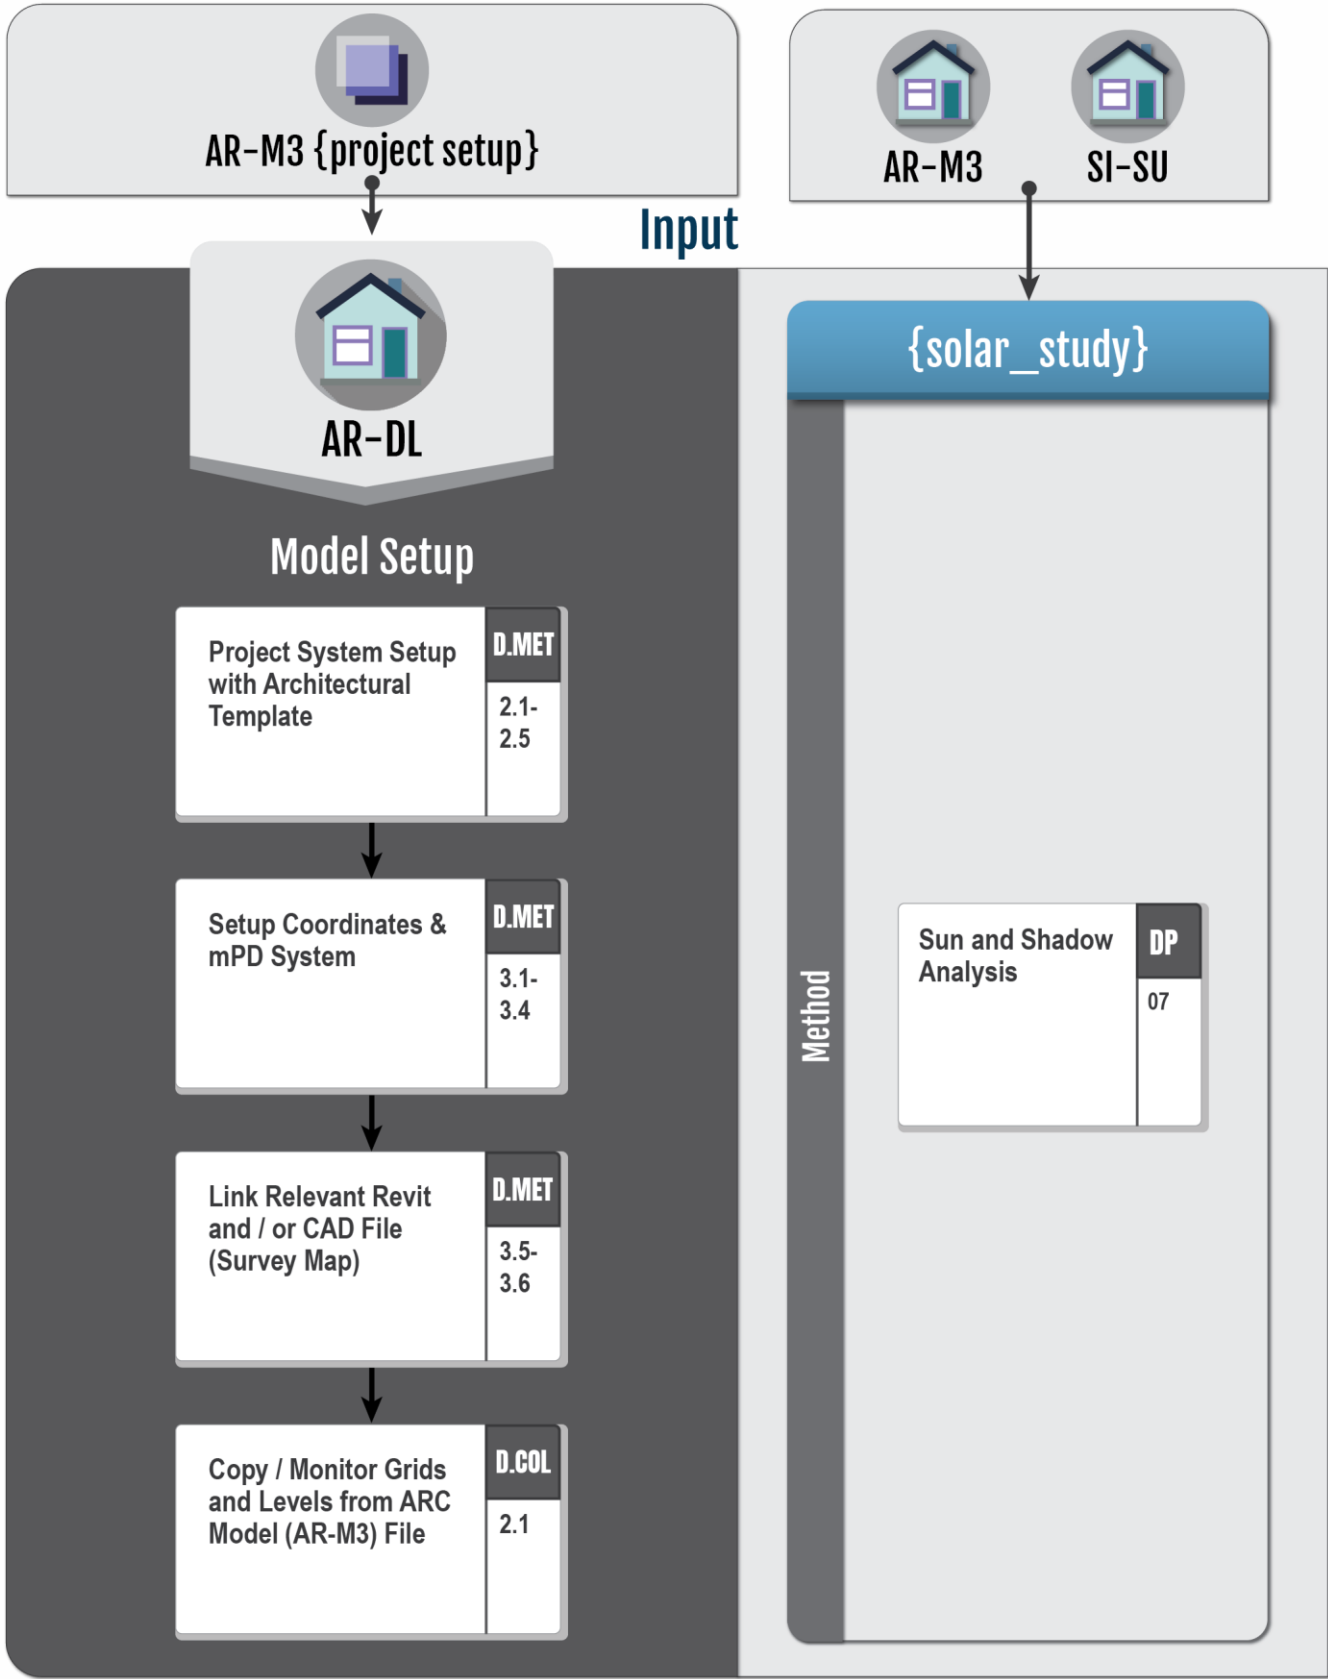 AR-M3 {project setup}
AR-M3
SI-SU
Input
AR-DL
Model Setup
Project System Setup
with Architectural
Template
D.MET
2.1-
2.5
Setup Coordinates &
mPD System
D.MET
3.1-
3.4
Link Relevant Revit
and / or CAD File
(Survey Map)
D.MET
3.5-
3.6
Copy / Monitor Grids
and Levels from ARC
Model (AR-M3) File
D.COL
2.1
{solar_study}
Method
Sun and Shadow
Analysis
DP
07